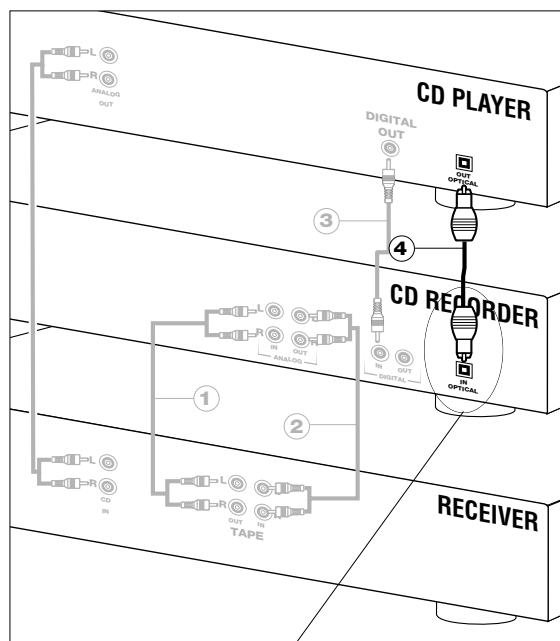 L
R
ANALOG
OUT
CD PLAYER
DIGITAL
OUT
OUT
OPTICAL
3
4
CD RECORDER
L
R
IN
OUT
ANALOG
IN
OUT
DIGITAL
IN
OPTICAL
1
2
L
R
CD
IN
L
R
OUT
IN
TAPE
RECEIVER